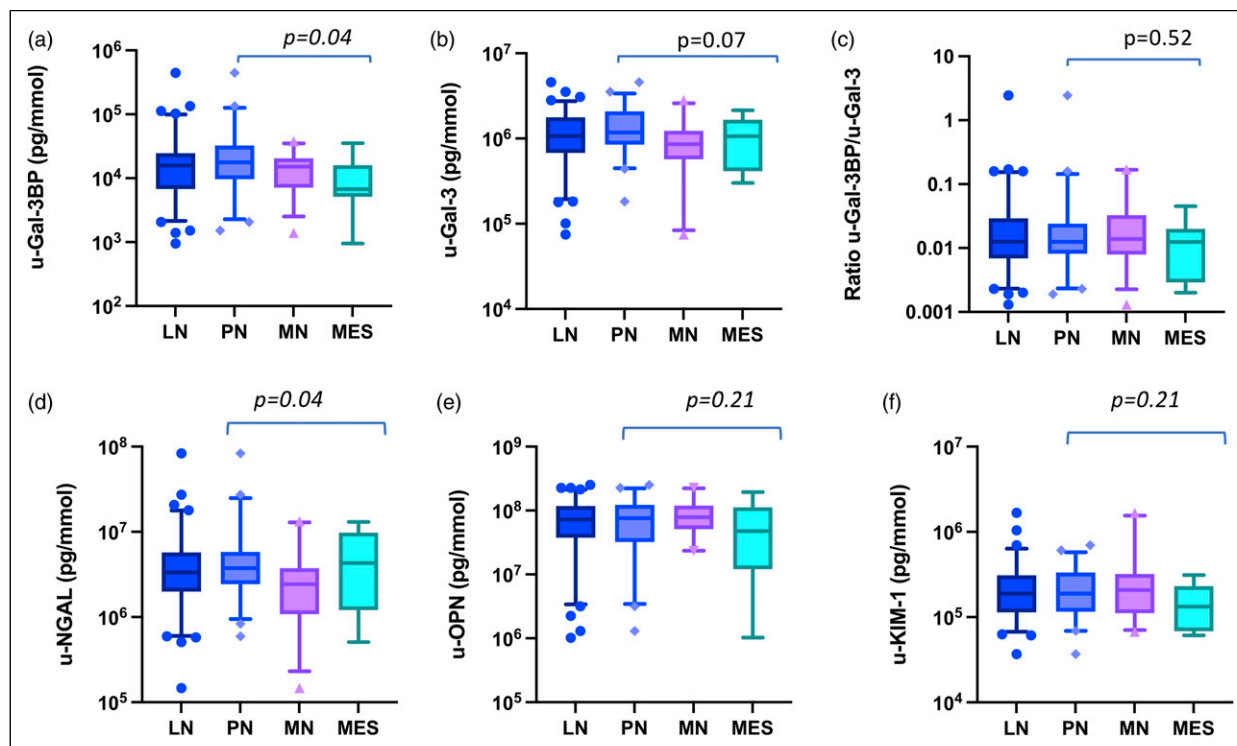 (a)
p=0.04
u-Gal-3BP (pg/mmol)
10⁶
10⁵
10⁴
10³
10²
LN PN MN MES
(b)
p=0.07
u-Gal-3 (pg/mmol)
10⁷
10⁶
10⁵
10⁴
LN PN MN MES
(c)
p=0.52
Ratio u-Gal-3BP/u-Gal-3
10
1
0.1
0.01
0.001
LN PN MN MES
(d)
p=0.04
u-NGAL (pg/mmol)
10⁸
10⁷
10⁶
10⁵
LN PN MN MES
(e)
p=0.21
u-OPN (pg/mmol)
10⁹
10⁸
10⁷
10⁶
10⁵
LN PN MN MES
(f)
p=0.21
u-KIM-1 (pg/mmol)
10⁷
10⁶
10⁵
10⁴
LN PN MN MES